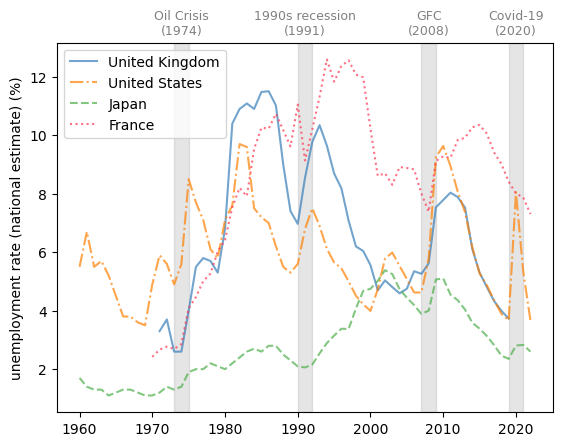 Oil Crisis 1990s recession GFC Covid-19
(1974) (1991) (2008) (2020)
United Kingdom
United States
Japan
France
unemployment rate (national estimate) (%)
12
10
8
6
4
2
1960 1970 1980 1990 2000 2010 2020